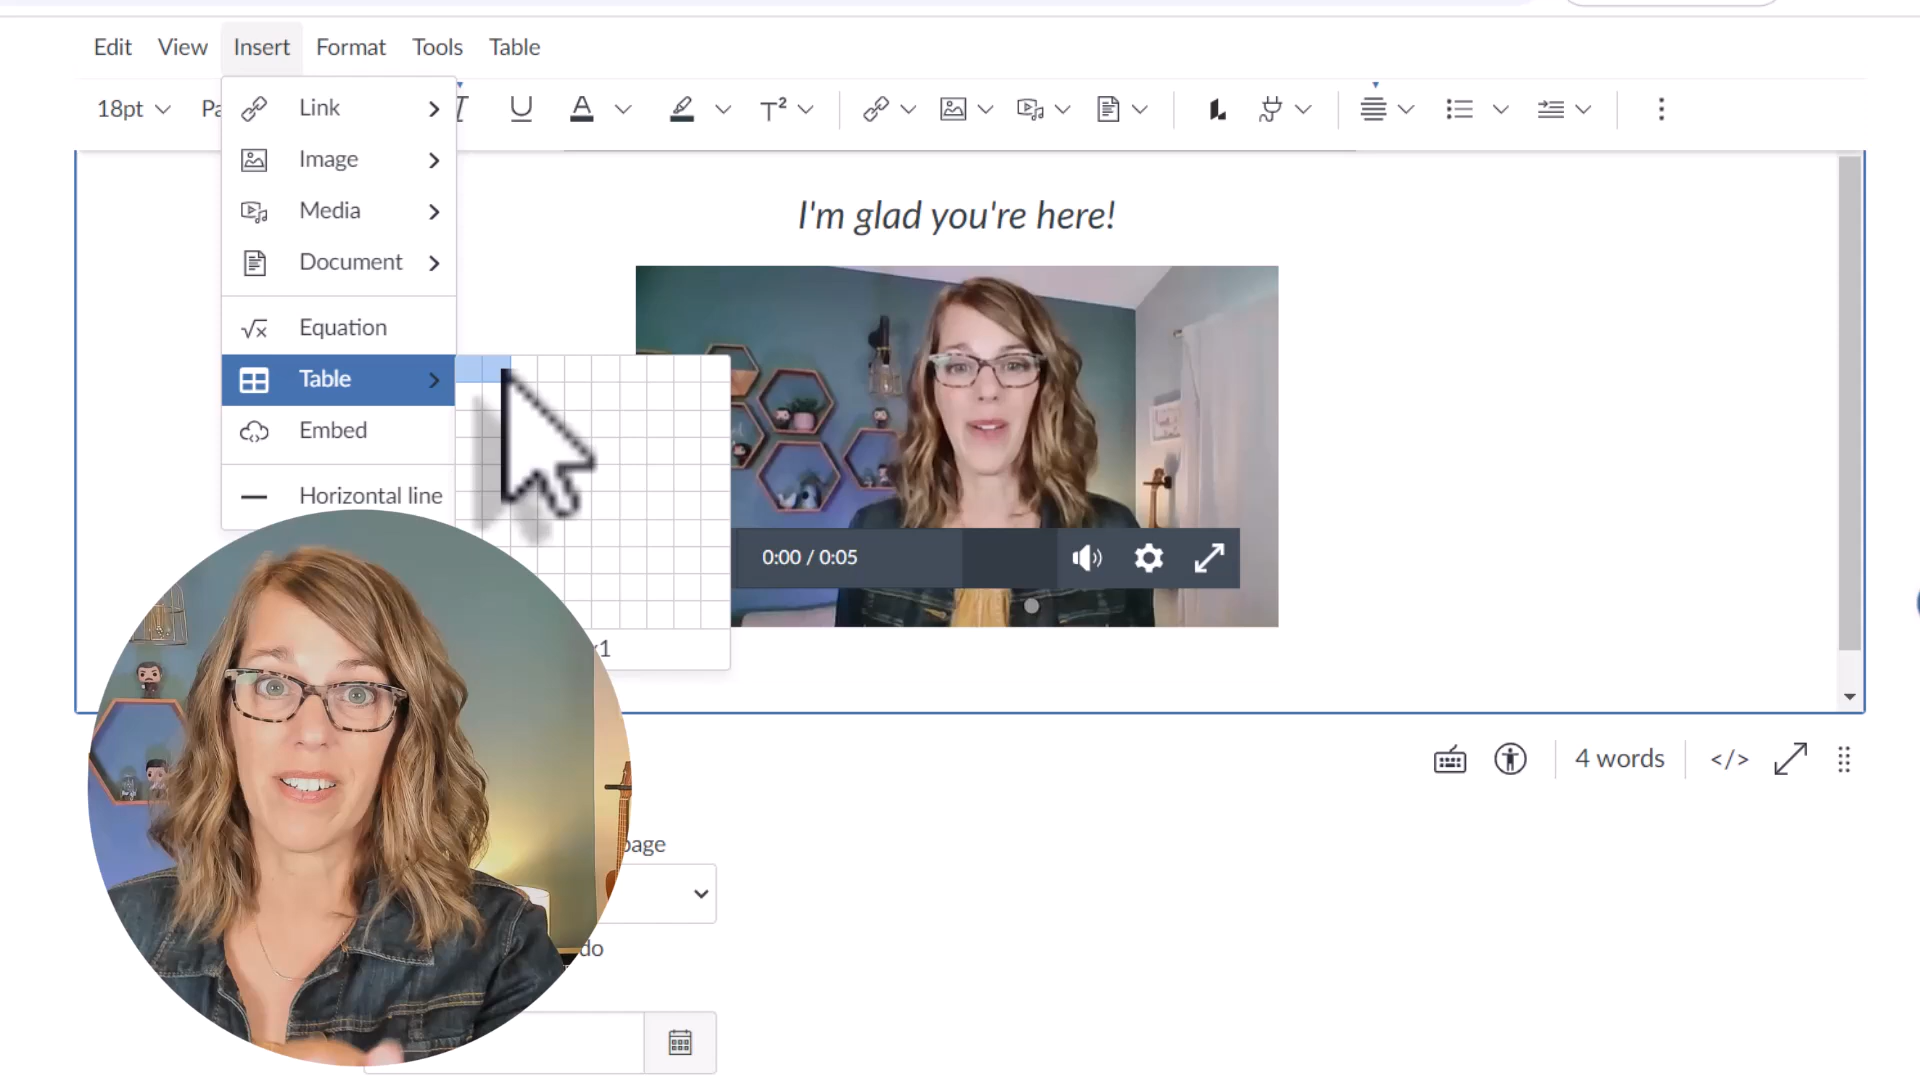 Edit View Insert Format Tools Table
18pt Pa
Link
Image
Media
Document
Equation
Table
Embed
Horizontal line
I'm glad you're here!
0:00 / 0:05
4 words </>